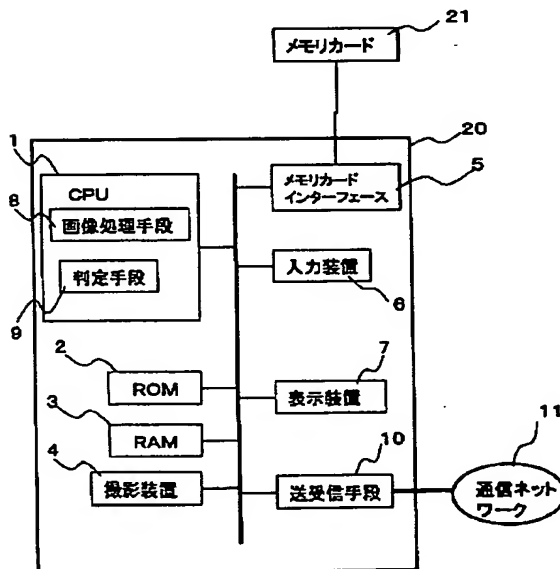 21
メモリカード
20
1
CPU
メモリカード
インターフェース
5
8
画像処理手段
入力装置
6
判定手段
9
2
ROM
7
表示装置
3
RAM
11
4
撮影装置
10
送受信手段
通信ネット
ワーク